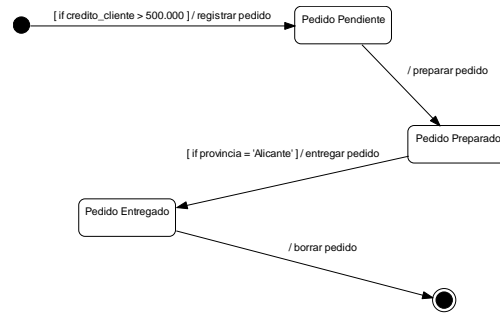 [ if credito_cliente > 500.000 ] / registrar pedido
Pedido Pendiente
/ preparar pedido
Pedido Preparado
[ if provincia = 'Alicante' ] / entregar pedido
Pedido Entregado
/ borrar pedido